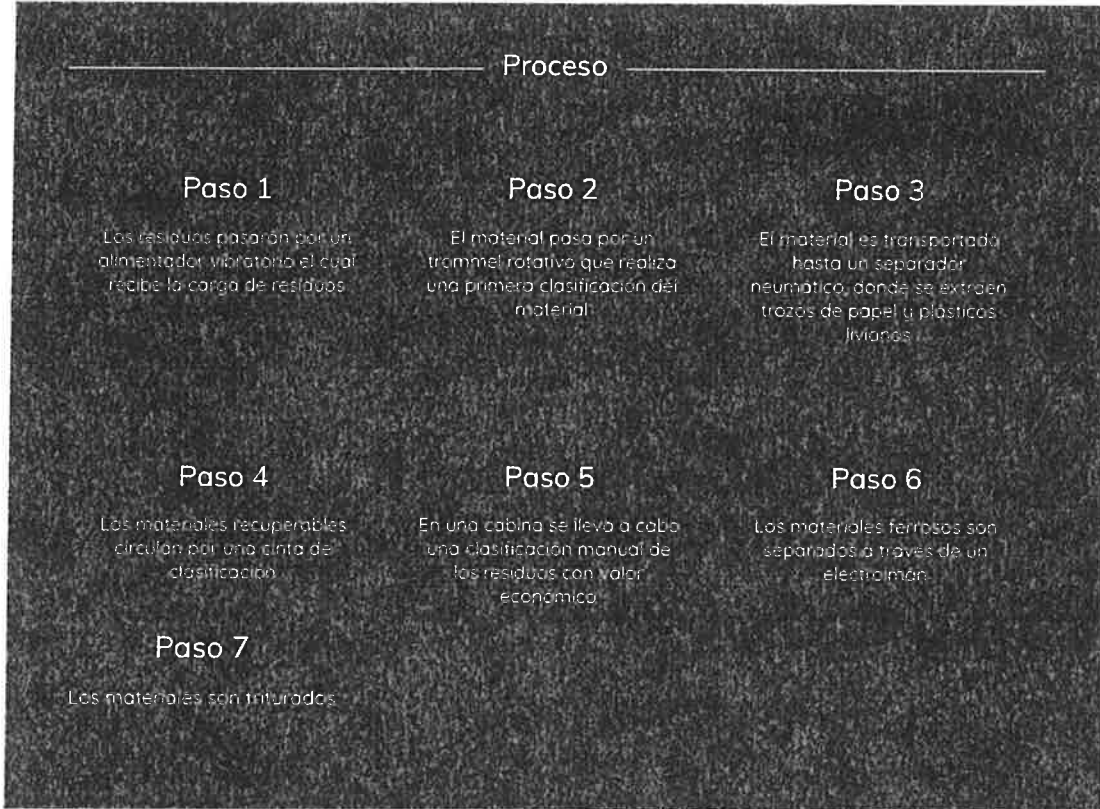 Proceso
Paso 1
Los residuos pasarán por un
alimentador vibratorio el cual
recibe la carga de residuos
Paso 2
El material pasa por un
trommel rotativo que realiza
una primera clasificación del
material
Paso 3
El material es transportado
hasta un separador
neumático, donde se extraen
trozos de papel y plásticos
livianos
Paso 4
Los materiales recuperables
circulan por una cinta de
clasificación
Paso 5
En una cabina se lleva a cabo
una clasificación manual de
los residuos con valor
económico
Paso 6
Los materiales ferrosos son
separados a través de un
electroimán
Paso 7
Los materiales son triturados